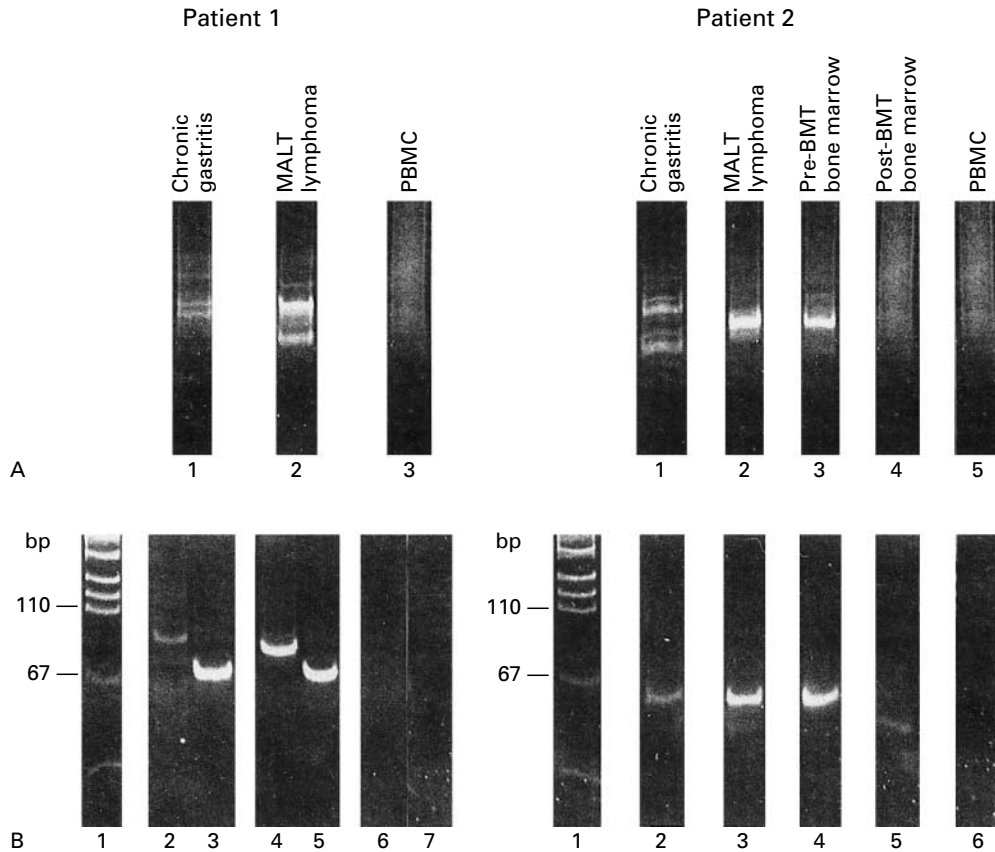 Patient 1
Patient 2
Chronic
gastritis
MALT
lymphoma
PBMC
Chronic
gastritis
MALT
lymphoma
Pre-BMT
bone marrow
Post-BMT
bone marrow
PBMC
A
1 2 3
1 2 3 4 5
bp
110
67
bp
110
67
B
1 2 3 4 5 6 7
1 2 3 4 5 6